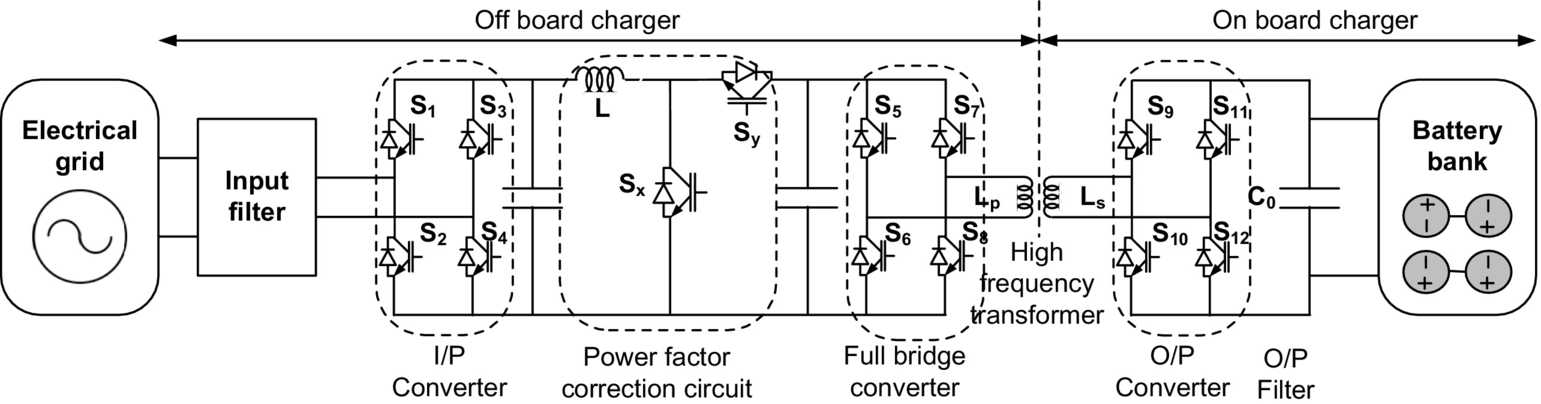 Off board charger
On board charger
Electrical
grid
Input
filter
S1
S3
S2
S4
L
Sy
Sx
S5
S7
S6
S8
Lp
Ls
High
frequency
transformer
S9
S11
S10
S12
C0
Battery
bank
+
–
–
+
–
+
–
+
I/P
Converter
Power factor
correction circuit
Full bridge
converter
O/P
Converter
O/P
Filter